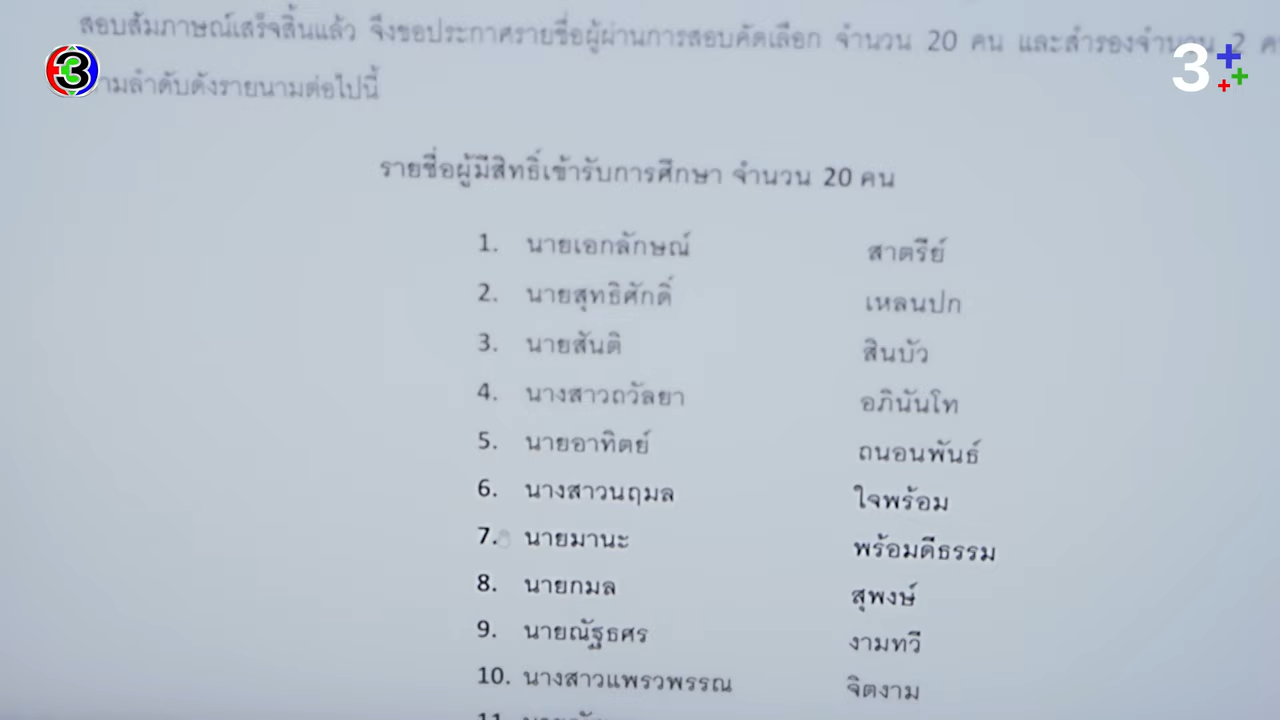 สอบสัมภาษณ์เสร็จสิ้นแล้ว จึงขอประกาศรายชื่อผู้ผ่านการสอบคัดเลือก จำนวน 20 คน และสำรองจำนวน 2
ตามลำดับดังรายนามต่อไปนี้
3
3
รายชื่อผู้มีสิทธิ์เข้ารับการศึกษา จำนวน 20 คน
1. นายเอกลักษณ์ สาตรีย์
2. นายสุทธิศักดิ์ เหลนปก
3. นายสันติ สินบัว
4. นางสาวถวัลยา อภินันโท
5. นายอาทิตย์ ถนอนพันธ์
6. นางสาวนฤมล ใจพร้อม
7. นายมานะ พร้อมดีธรรม
8. นายกมล สุพงษ์
9. นายณัฐธศร งามทวี
10. นางสาวแพรวพรรณ จิตงาม
11.